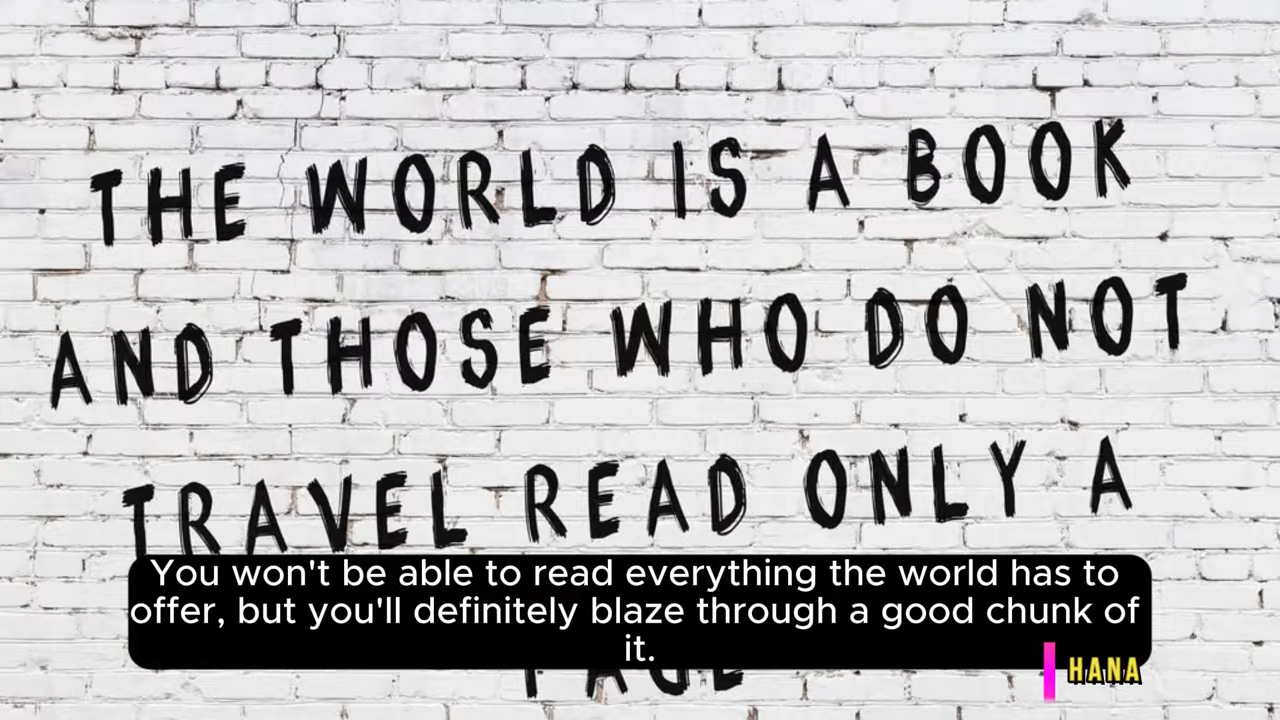 THE WORLD IS A BOOK
AND THOSE WHO DO NOT
TRAVEL READ ONLY A
PAGE
You won't be able to read everything the world has to
offer, but you'll definitely blaze through a good chunk of
it.
HANA